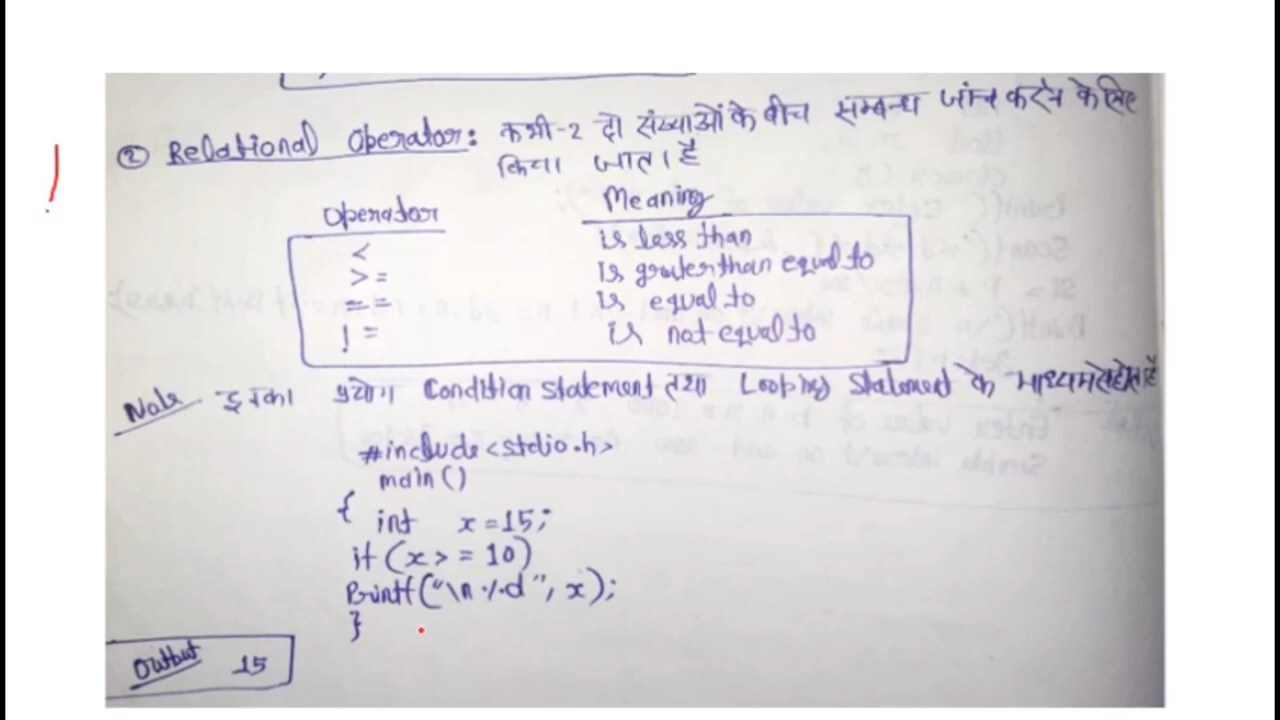 ② Relational Operator: कभी-2 दो संख्याओं के बीच सम्बन्ध जांच करने के लिए
किया जाता है
Operator Meaning
< is less than
>= Is greater than equal to
== is equal to
!= is not equal to
Note इसका प्रयोग Condition Statement तथा Looping Statement के माध्यम से होता है
#include<stdio.h>
main()
{ int x=15;
if (x>=10)
Printf("\n%d", x);
}
Output 15